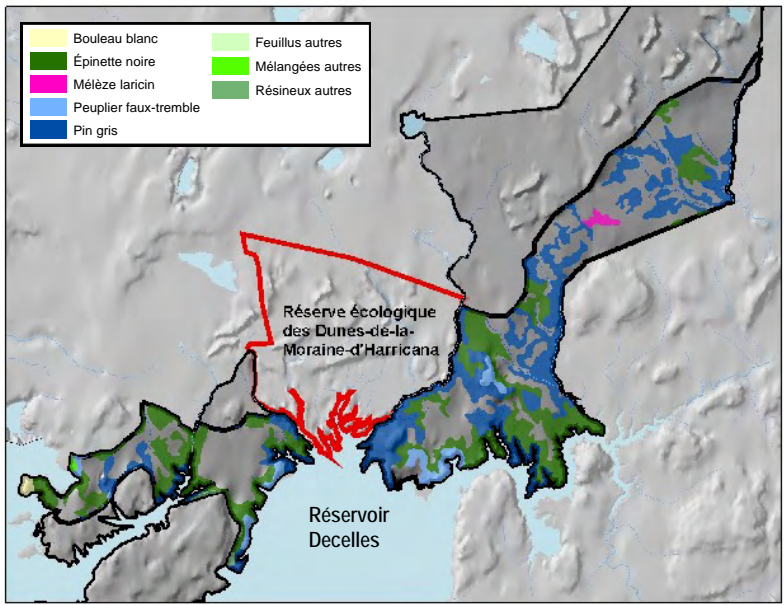 Bouleau blanc
Épinette noire
Mélèze laricin
Peuplier faux-tremble
Pin gris
Feuillus autres
Mélangées autres
Résineux autres
Réserve écologique
des Dunes-de-la-
Moraine-d'Harricana
Réservoir
Decelles